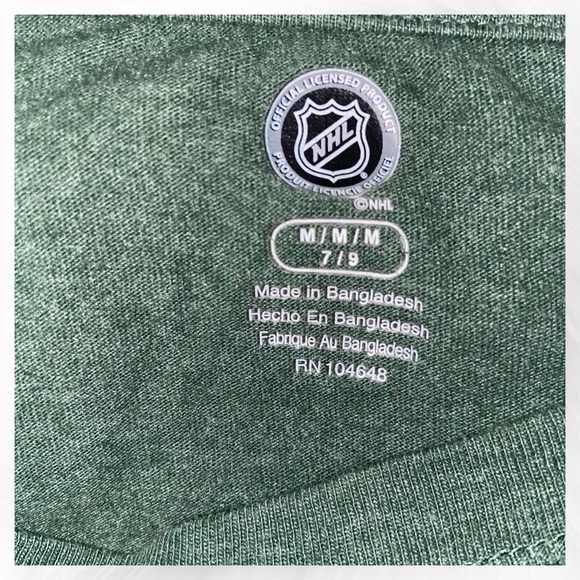 OFFICIAL LICENSED PRODUCT
NHL
PRODUIT LICENCIÉ OFFICIEL
©NHL
M/M/M
7/9
Made in Bangladesh
Hecho En Bangladesh
Fabrique Au Bangladesh
RN 104648